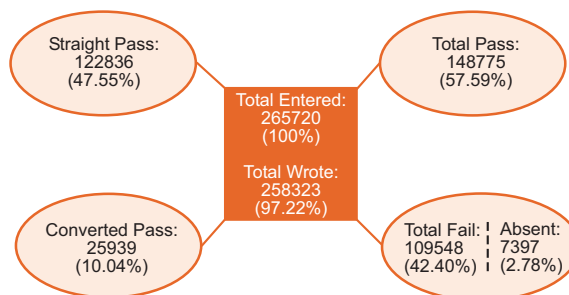 Straight Pass:
122836
(47.55%)
Total Pass:
148775
(57.59%)
Total Entered:
265720
(100%)
Total Wrote:
258323
(97.22%)
Converted Pass:
25939
(10.04%)
Total Fail:
109548
(42.40%)
Absent:
7397
(2.78%)